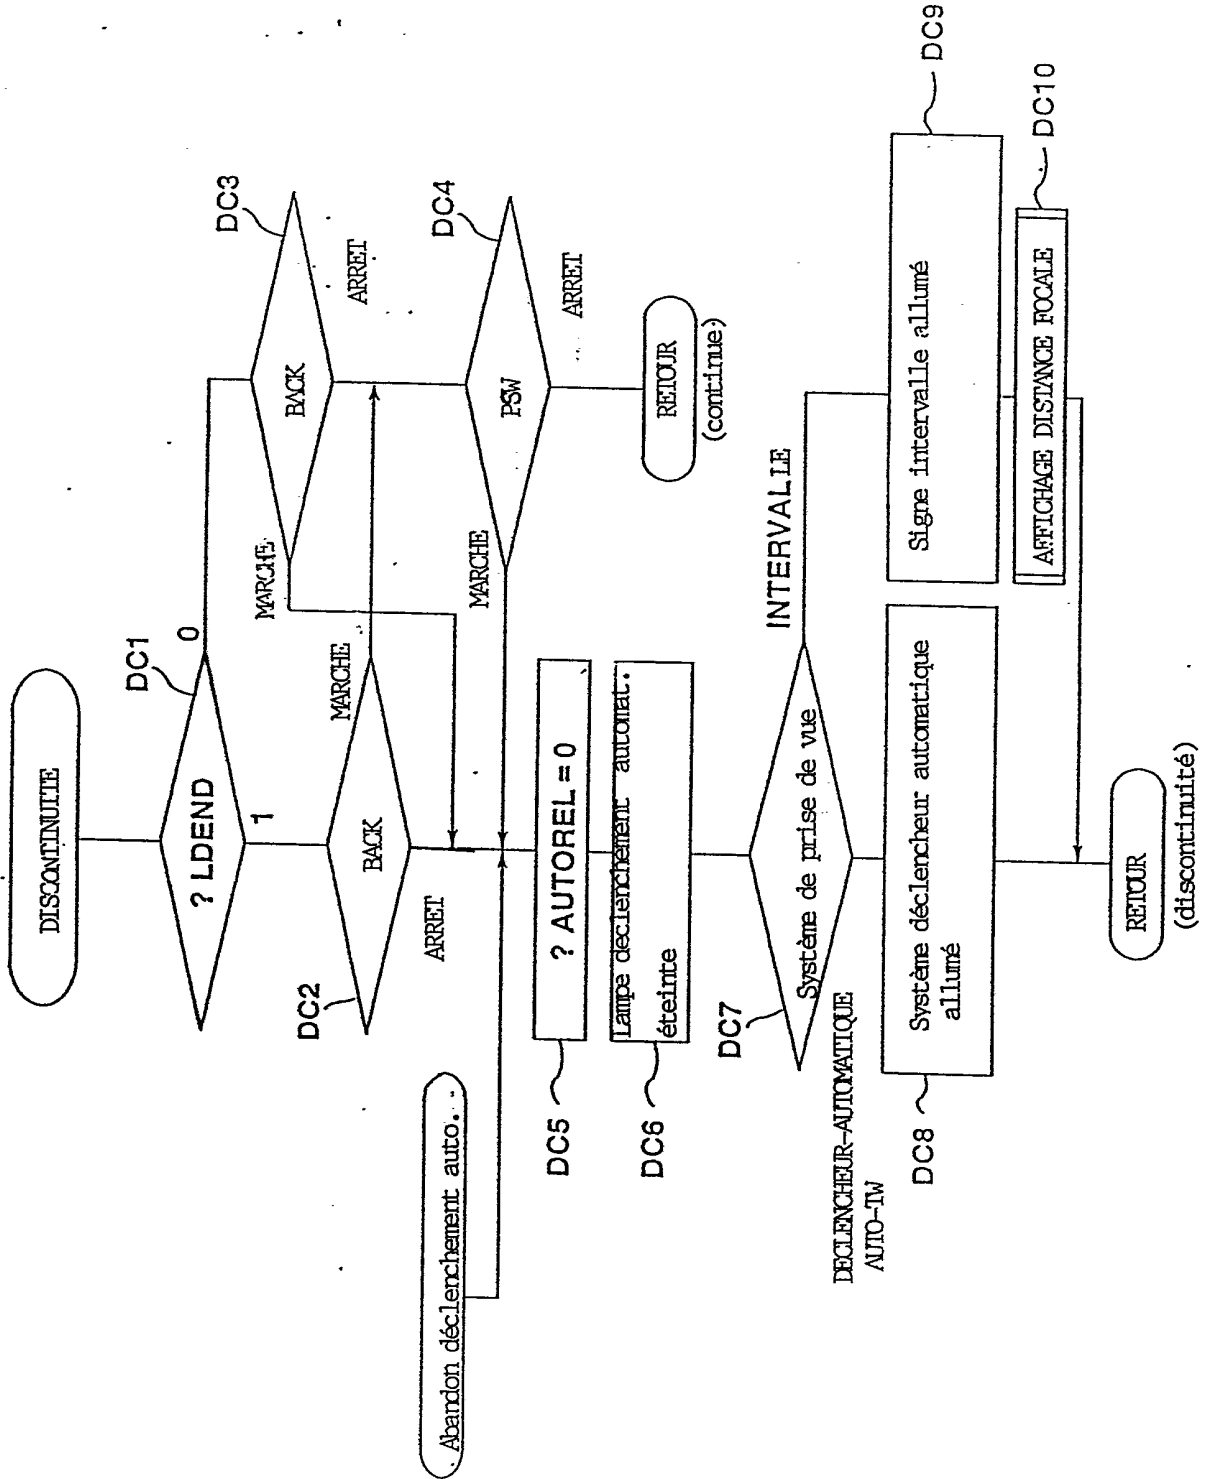 DISCONTINUITE
? LDEND
DC1
0
1
BACK
DC3
MARCHE
ARRET
BACK
DC2
MARCHE
ARRET
PSW
DC4
MARCHE
ARRET
RETOUR
(continue)
Abandon déclenchement auto..
? AUTOREL = 0
DC5
Lampe declenchement automat.
éteinte
DC6
Système de prise de vue
DC7
INTERVALLE
DECLENCHEUR-AUTOMATIQUE
AUTO-TW
Système déclencheur automatique
allumé
DC8
Signe intervalle allumé
DC9
AFFICHAGE DISTANCE FOCALE
DC10
RETOUR
(discontinuité)